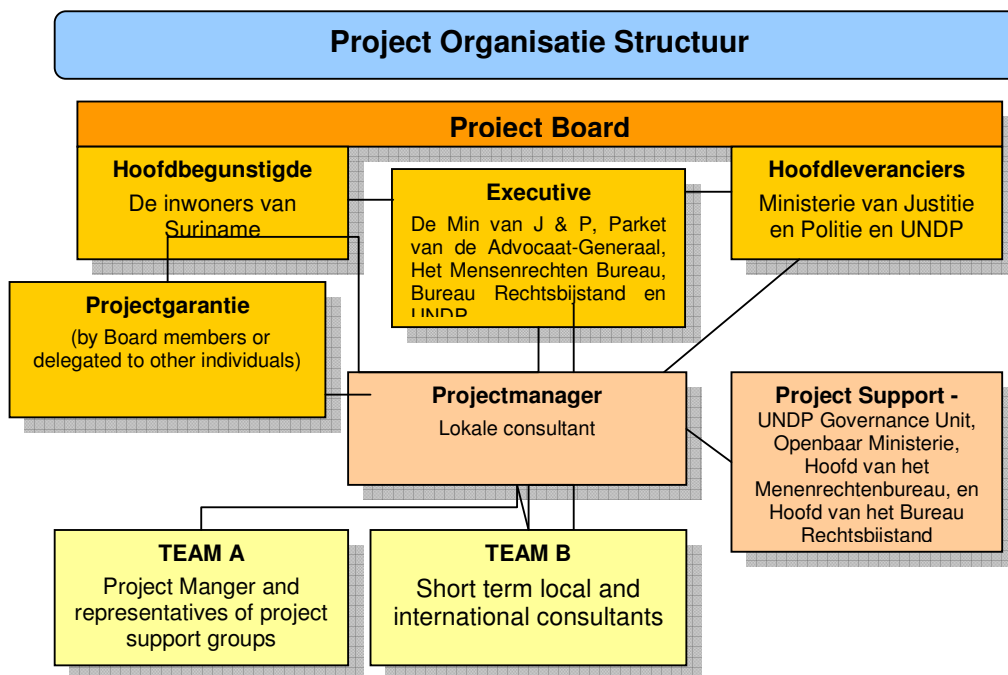 Project Organisatie Structuur
Project Board
Hoofdbegunstigde
De inwoners van
Suriname
Executive
De Min van J & P, Parket
van de Advocaat-Generaal,
Het Mensenrechten Bureau,
Bureau Rechtsbijstand en
UNDP
Hoofdleveranciers
Ministerie van Justitie
en Politie en UNDP
Projectgarantie
(by Board members or
delegated to other individuals)
Projectmanager
Lokale consultant
Project Support -
UNDP Governance Unit,
Openbaar Ministerie,
Hoofd van het
Menenrechtenbureau, en
Hoofd van het Bureau
Rechtsbijstand
TEAM A
Project Manger and
representatives of project
support groups
TEAM B
Short term local and
international consultants